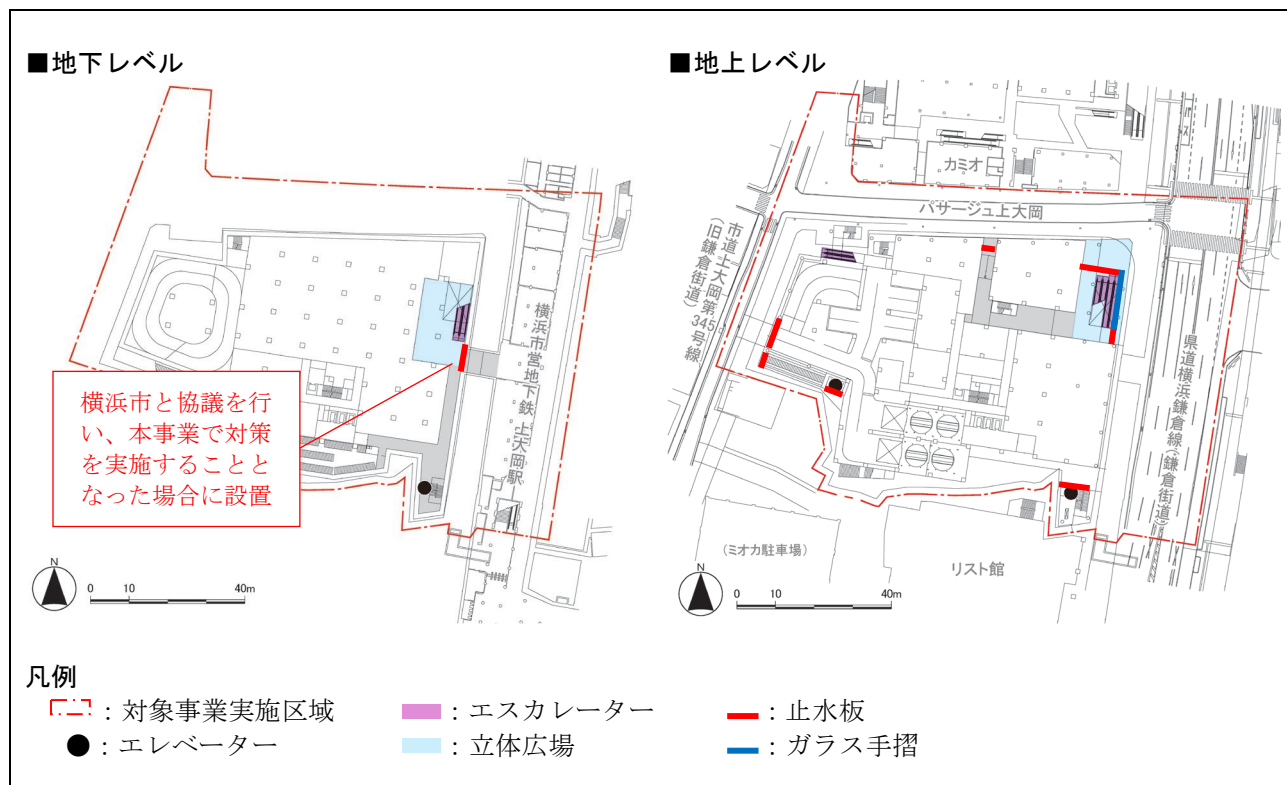 ■地下レベル
横浜市営地下鉄 上大岡駅
横浜市と協議を行
い、本事業で対策
を実施することと
なった場合に設置
N
0 10 40m
■地上レベル
カミオ
バス
パサージュ上大岡
市道上大岡第345号線
(旧鎌倉街道)
県道横浜鎌倉線(鎌倉街道)
(ミオカ駐車場)
リスト館
N
0 10 40m
凡例
:対象事業実施区域
:エスカレーター
:止水板
:エレベーター
:立体広場
:ガラス手摺